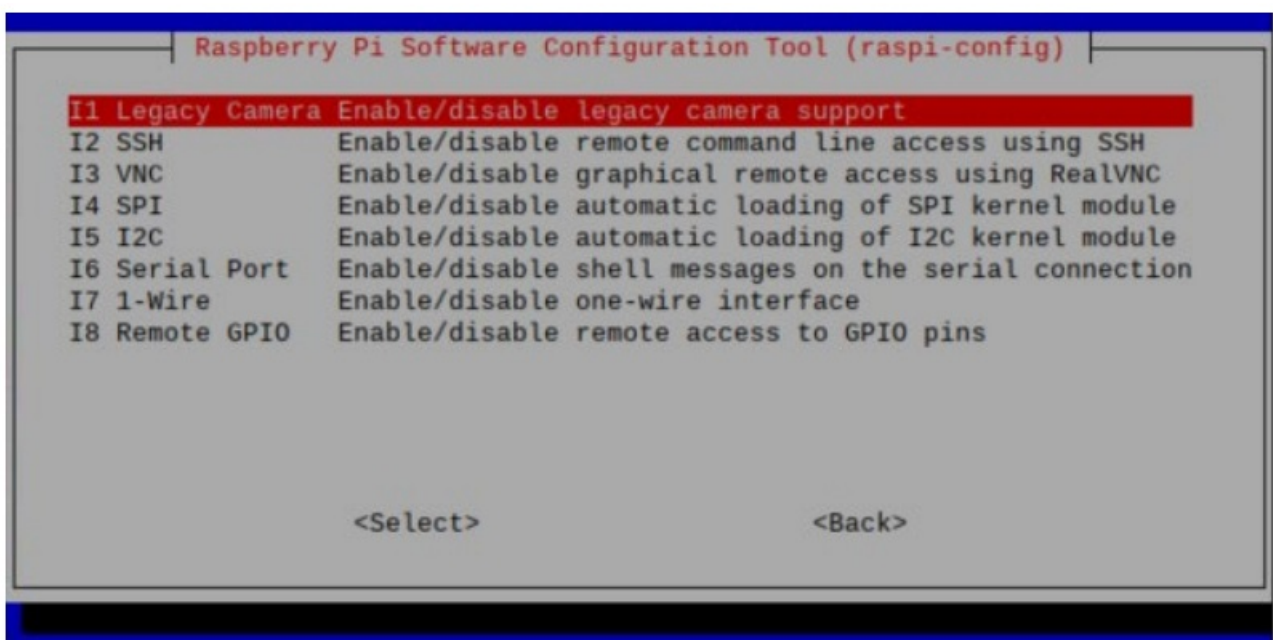 Raspberry Pi Software Configuration Tool (raspi-config)
I1 Legacy Camera Enable/disable legacy camera support
I2 SSH Enable/disable remote command line access using SSH
I3 VNC Enable/disable graphical remote access using RealVNC
I4 SPI Enable/disable automatic loading of SPI kernel module
I5 I2C Enable/disable automatic loading of I2C kernel module
I6 Serial Port Enable/disable shell messages on the serial connection
I7 1-Wire Enable/disable one-wire interface
I8 Remote GPIO Enable/disable remote access to GPIO pins
<Select> <Back>